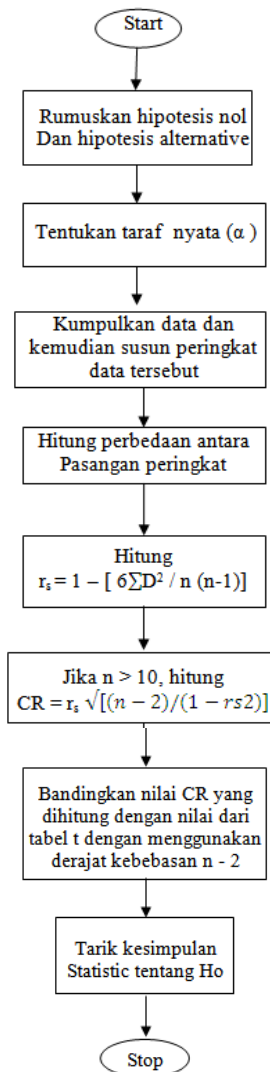 Start
Rumuskan hipotesis nol
Dan hipotesis alternative
Tentukan taraf nyata (α )
Kumpulkan data dan
kemudian susun peringkat
data tersebut
Hitung perbedaan antara
Pasangan peringkat
Hitung
rₛ = 1 – [ 6∑D² / n (n-1)]
Jika n > 10, hitung
CR = rₛ √[(n − 2)/(1 − rs2)]
Bandingkan nilai CR yang
dihitung dengan nilai dari
tabel t dengan menggunakan
derajat kebebasan n - 2
Tarik kesimpulan
Statistic tentang Ho
Stop